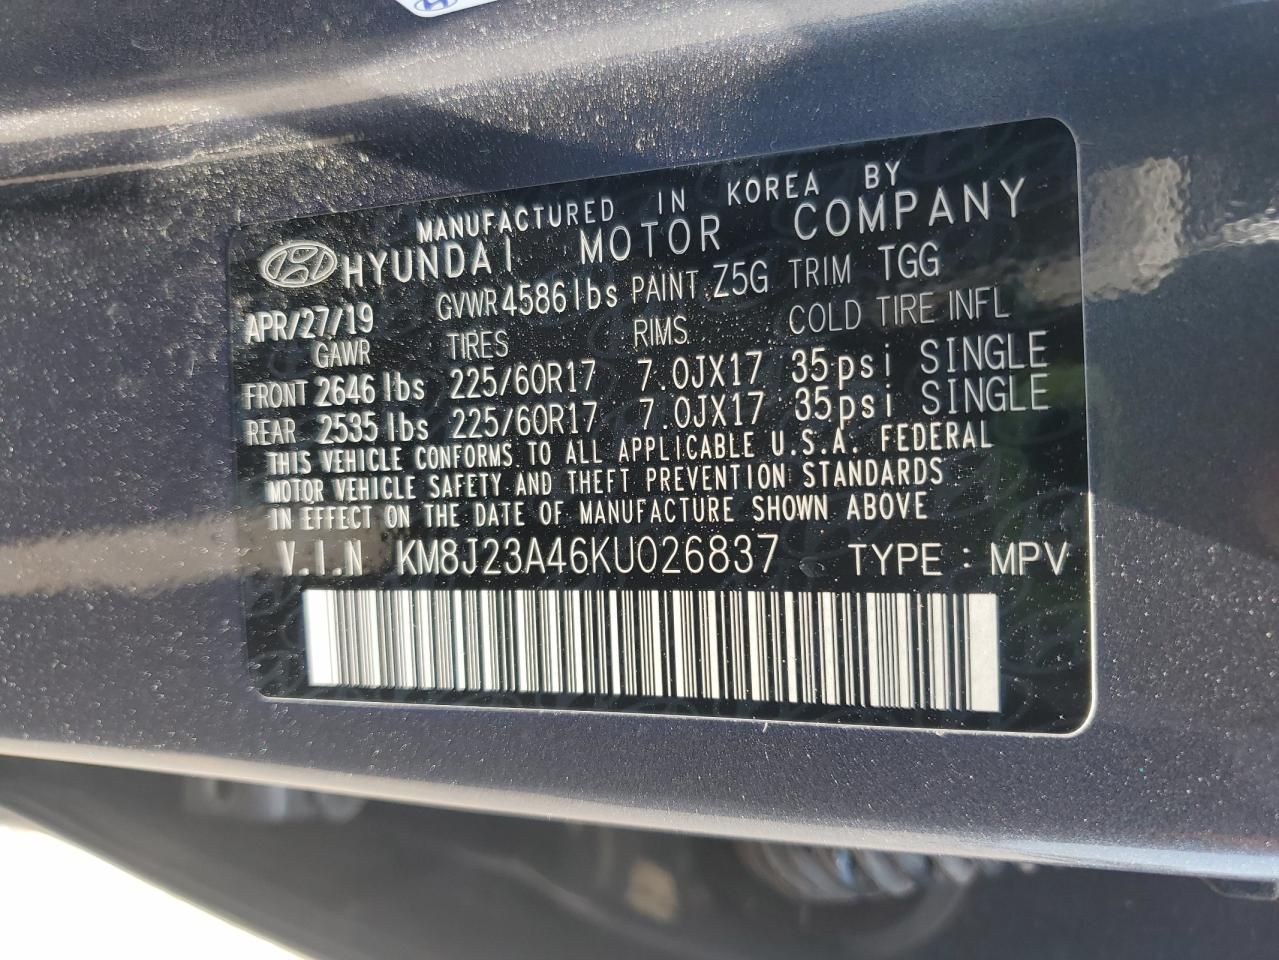 MANUFACTURED IN KOREA BY
HYUNDAI MOTOR COMPANY
APR/27/19 GVWR 4586 lbs PAINT Z5G TRIM TGG
GAWR TIRES RIMS COLD TIRE INFL
FRONT 2646 lbs 225/60R17 7.0JX17 35psi SINGLE
REAR 2535 lbs 225/60R17 7.0JX17 35psi SINGLE
THIS VEHICLE CONFORMS TO ALL APPLICABLE U.S.A. FEDERAL
MOTOR VEHICLE SAFETY AND THEFT PREVENTION STANDARDS
IN EFFECT ON THE DATE OF MANUFACTURE SHOWN ABOVE
V.I.N KM8J23A46KU026837 TYPE : MPV